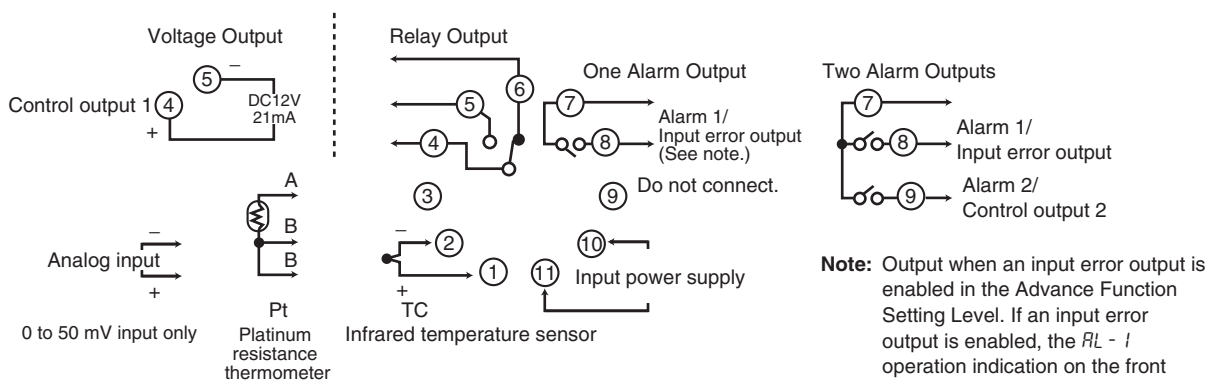 Voltage Output
Relay Output
One Alarm Output
Two Alarm Outputs
5
−
Control output 1
4
+
DC12V
21mA
6
5
4
3
7
8
Alarm 1/
Input error output
(See note.)
9
Do not connect.
7
8
Alarm 1/
Input error output
9
Alarm 2/
Control output 2
−
Analog input
+
0 to 50 mV input only
A
B
B
Pt
Platinum
resistance
thermometer
−
2
1
+
TC
Infrared temperature sensor
10
11
Input power supply
Note: Output when an input error output is
enabled in the Advance Function
Setting Level. If an input error
output is enabled, the AL - 1
operation indication on the front